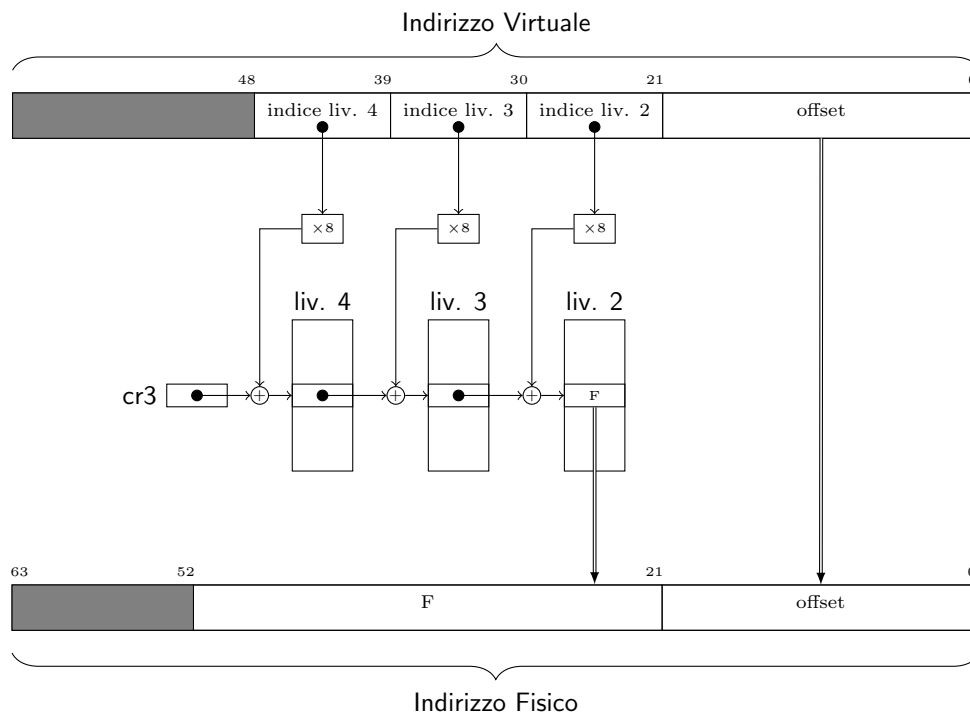 Indirizzo Virtuale
48 39 30 21
indice liv. 4 indice liv. 3 indice liv. 2 offset
×8 ×8 ×8
liv. 4 liv. 3 liv. 2
cr3 + + + F
63 52 21
F offset
Indirizzo Fisico